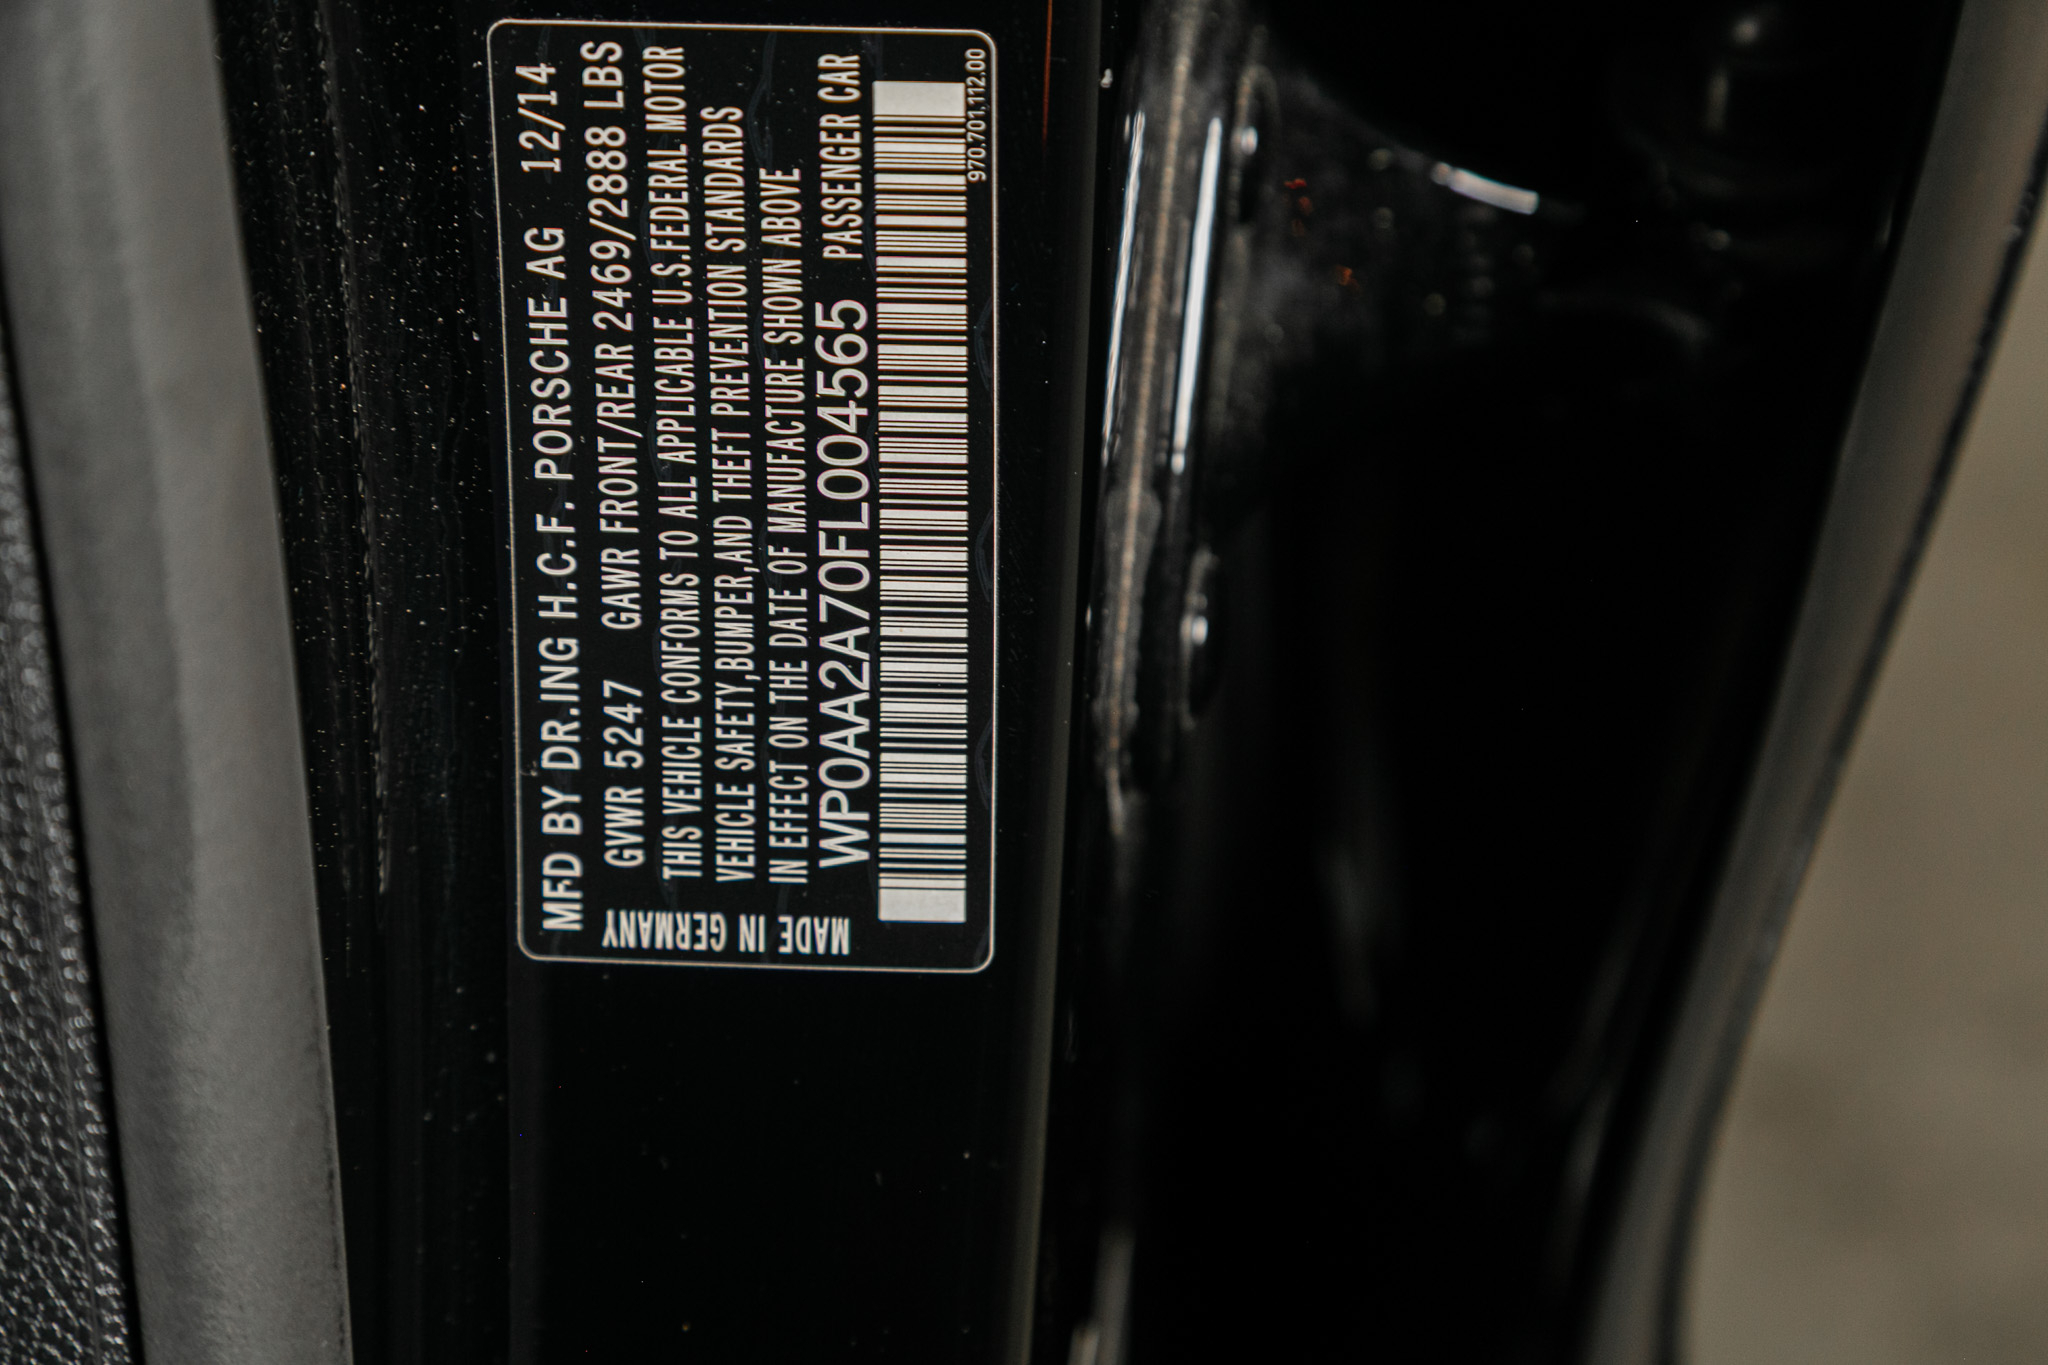 MFD BY DR.ING H.C.F. PORSCHE AG 12/14
GVWR 5247 GAWR FRONT/REAR 2469/2888 LBS
THIS VEHICLE CONFORMS TO ALL APPLICABLE U.S.FEDERAL MOTOR
VEHICLE SAFETY,BUMPER,AND THEFT PREVENTION STANDARDS
IN EFFECT ON THE DATE OF MANUFACTURE SHOWN ABOVE
WP0AA2A70FL004565 PASSENGER CAR
MADE IN GERMANY
970.701.112.00